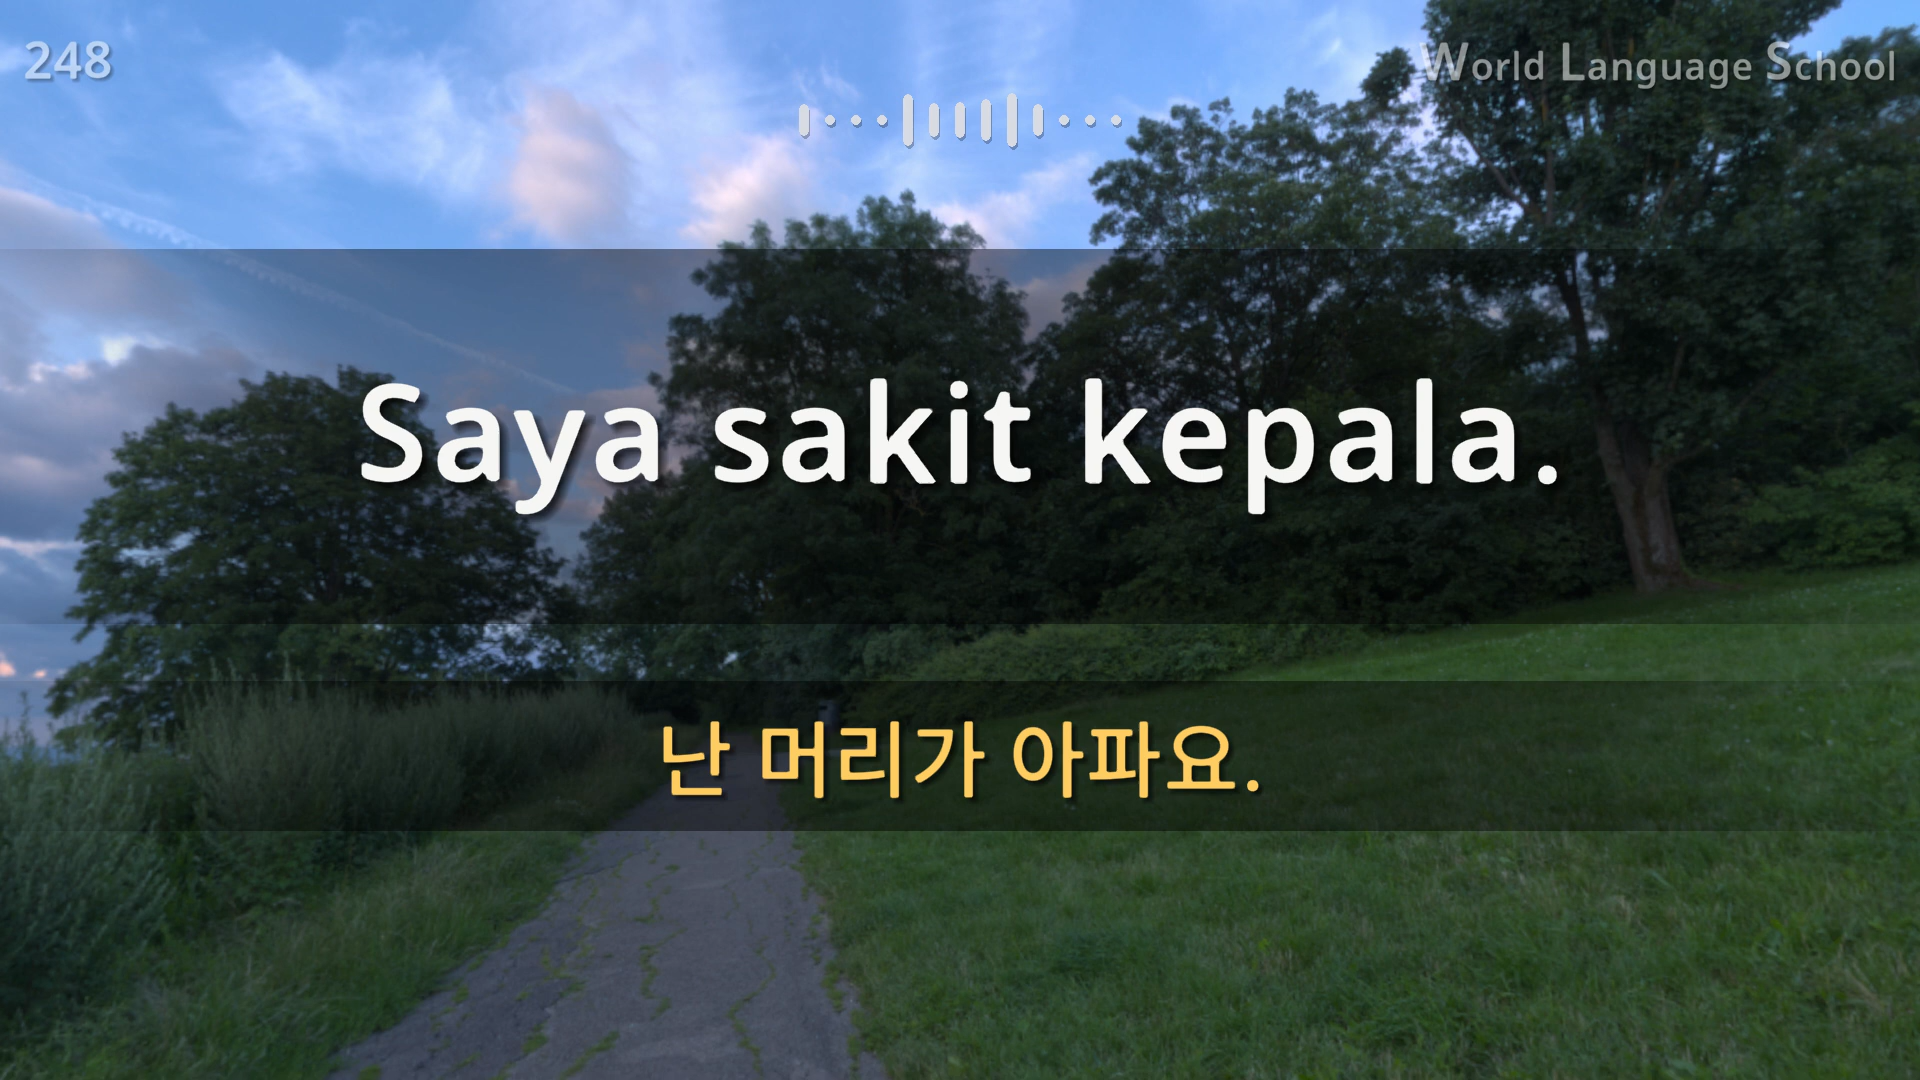 248
World Language School
Saya sakit kepala.
난 머리가 아파요.